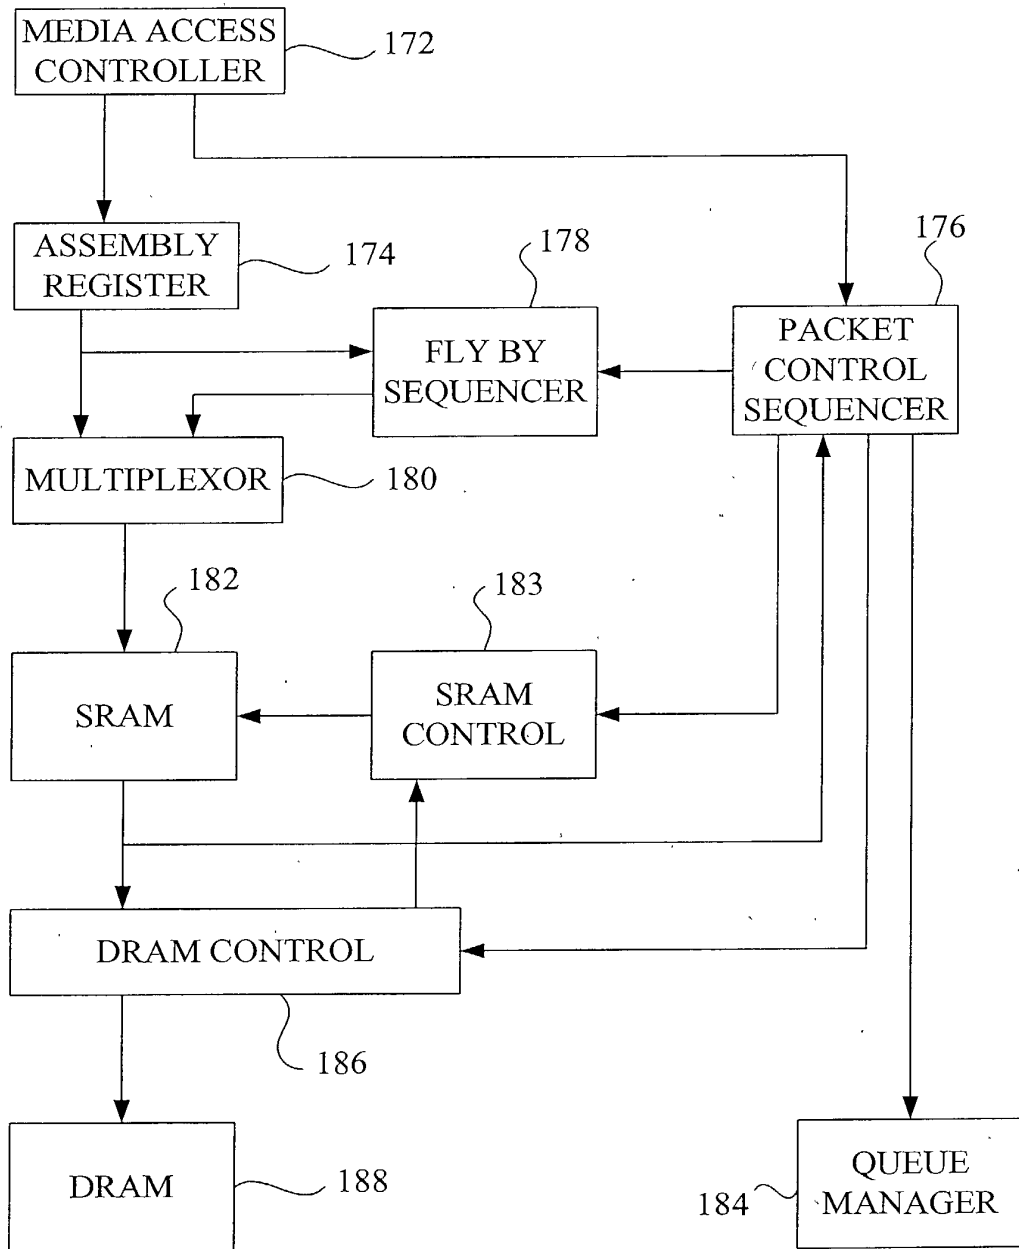 MEDIA ACCESS
CONTROLLER
172
ASSEMBLY
REGISTER
174
178
176
FLY BY
SEQUENCER
PACKET
CONTROL
SEQUENCER
MULTIPLEXOR
180
182
183
SRAM
SRAM
CONTROL
DRAM CONTROL
186
DRAM
188
184
QUEUE
MANAGER